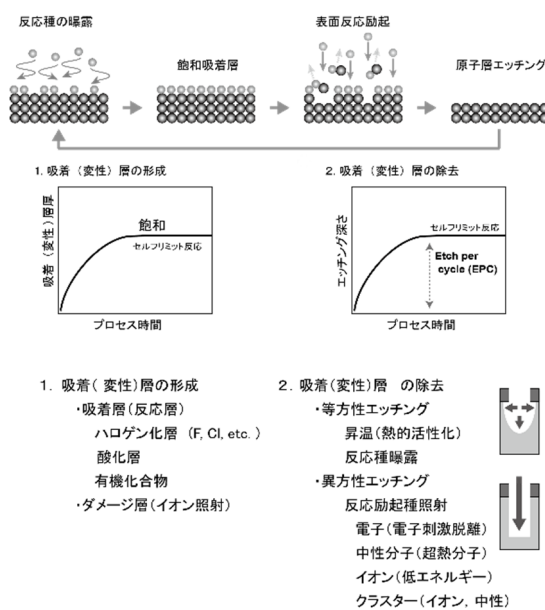 反応種の曝露
飽和吸着層
表面反応励起
原子層エッチング
1. 吸着（変性）層の形成
2. 吸着（変性）層の除去
吸着（変性）層厚
飽和
セルフリミット反応
プロセス時間
エッチング深さ
セルフリミット反応
Etch per
cycle (EPC)
プロセス時間
1. 吸着（変性）層の形成
・吸着層（反応層）
ハロゲン化層 (F, Cl, etc. )
酸化層
有機化合物
・ダメージ層（イオン照射）
2. 吸着（変性）層 の除去
・等方性エッチング
昇温（熱的活性化）
反応種曝露
・異方性エッチング
反応励起種照射
電子（電子刺激脱離）
中性分子（超熱分子）
イオン（低エネルギー）
クラスター（イオン, 中性）